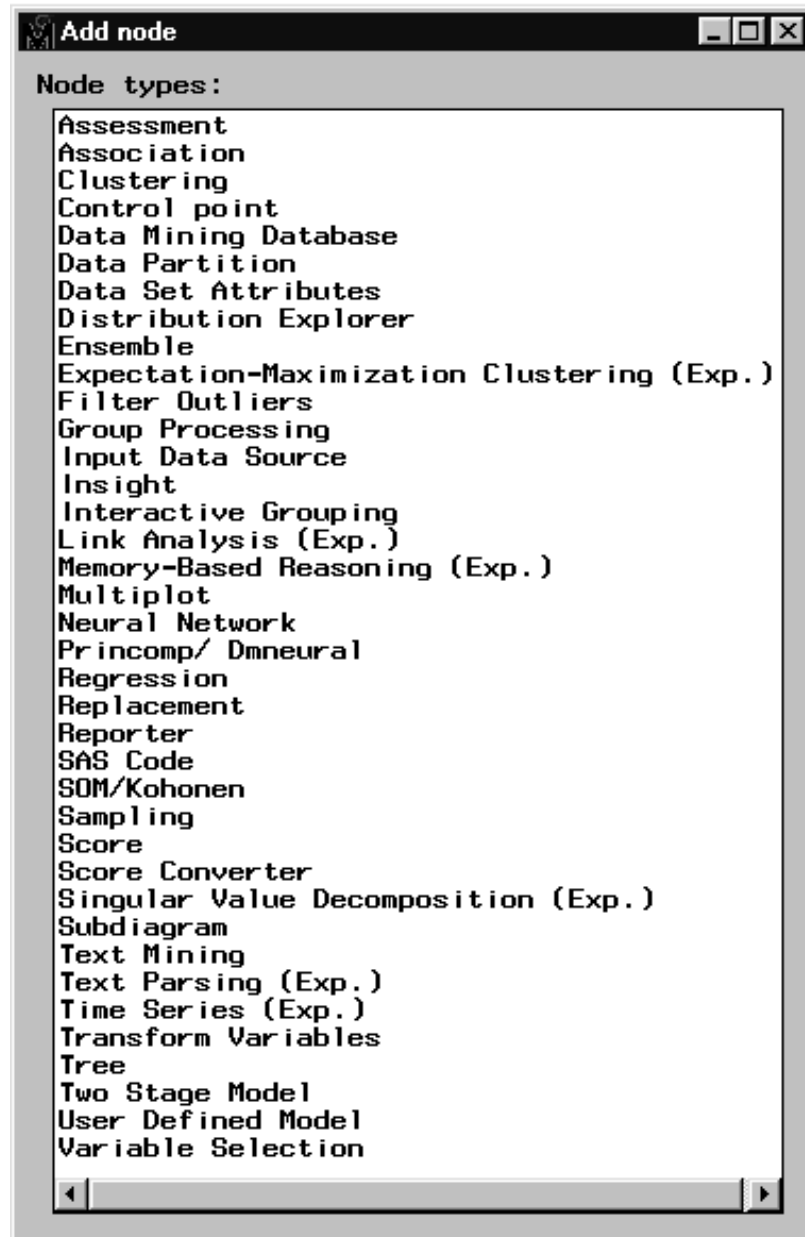 Add node
Node types:
Assessment
Association
Clustering
Control point
Data Mining Database
Data Partition
Data Set Attributes
Distribution Explorer
Ensemble
Expectation-Maximization Clustering (Exp.)
Filter Outliers
Group Processing
Input Data Source
Insight
Interactive Grouping
Link Analysis (Exp.)
Memory-Based Reasoning (Exp.)
Multiplot
Neural Network
Princomp/ Dmneural
Regression
Replacement
Reporter
SAS Code
SOM/Kohonen
Sampling
Score
Score Converter
Singular Value Decomposition (Exp.)
Subdiagram
Text Mining
Text Parsing (Exp.)
Time Series (Exp.)
Transform Variables
Tree
Two Stage Model
User Defined Model
Variable Selection